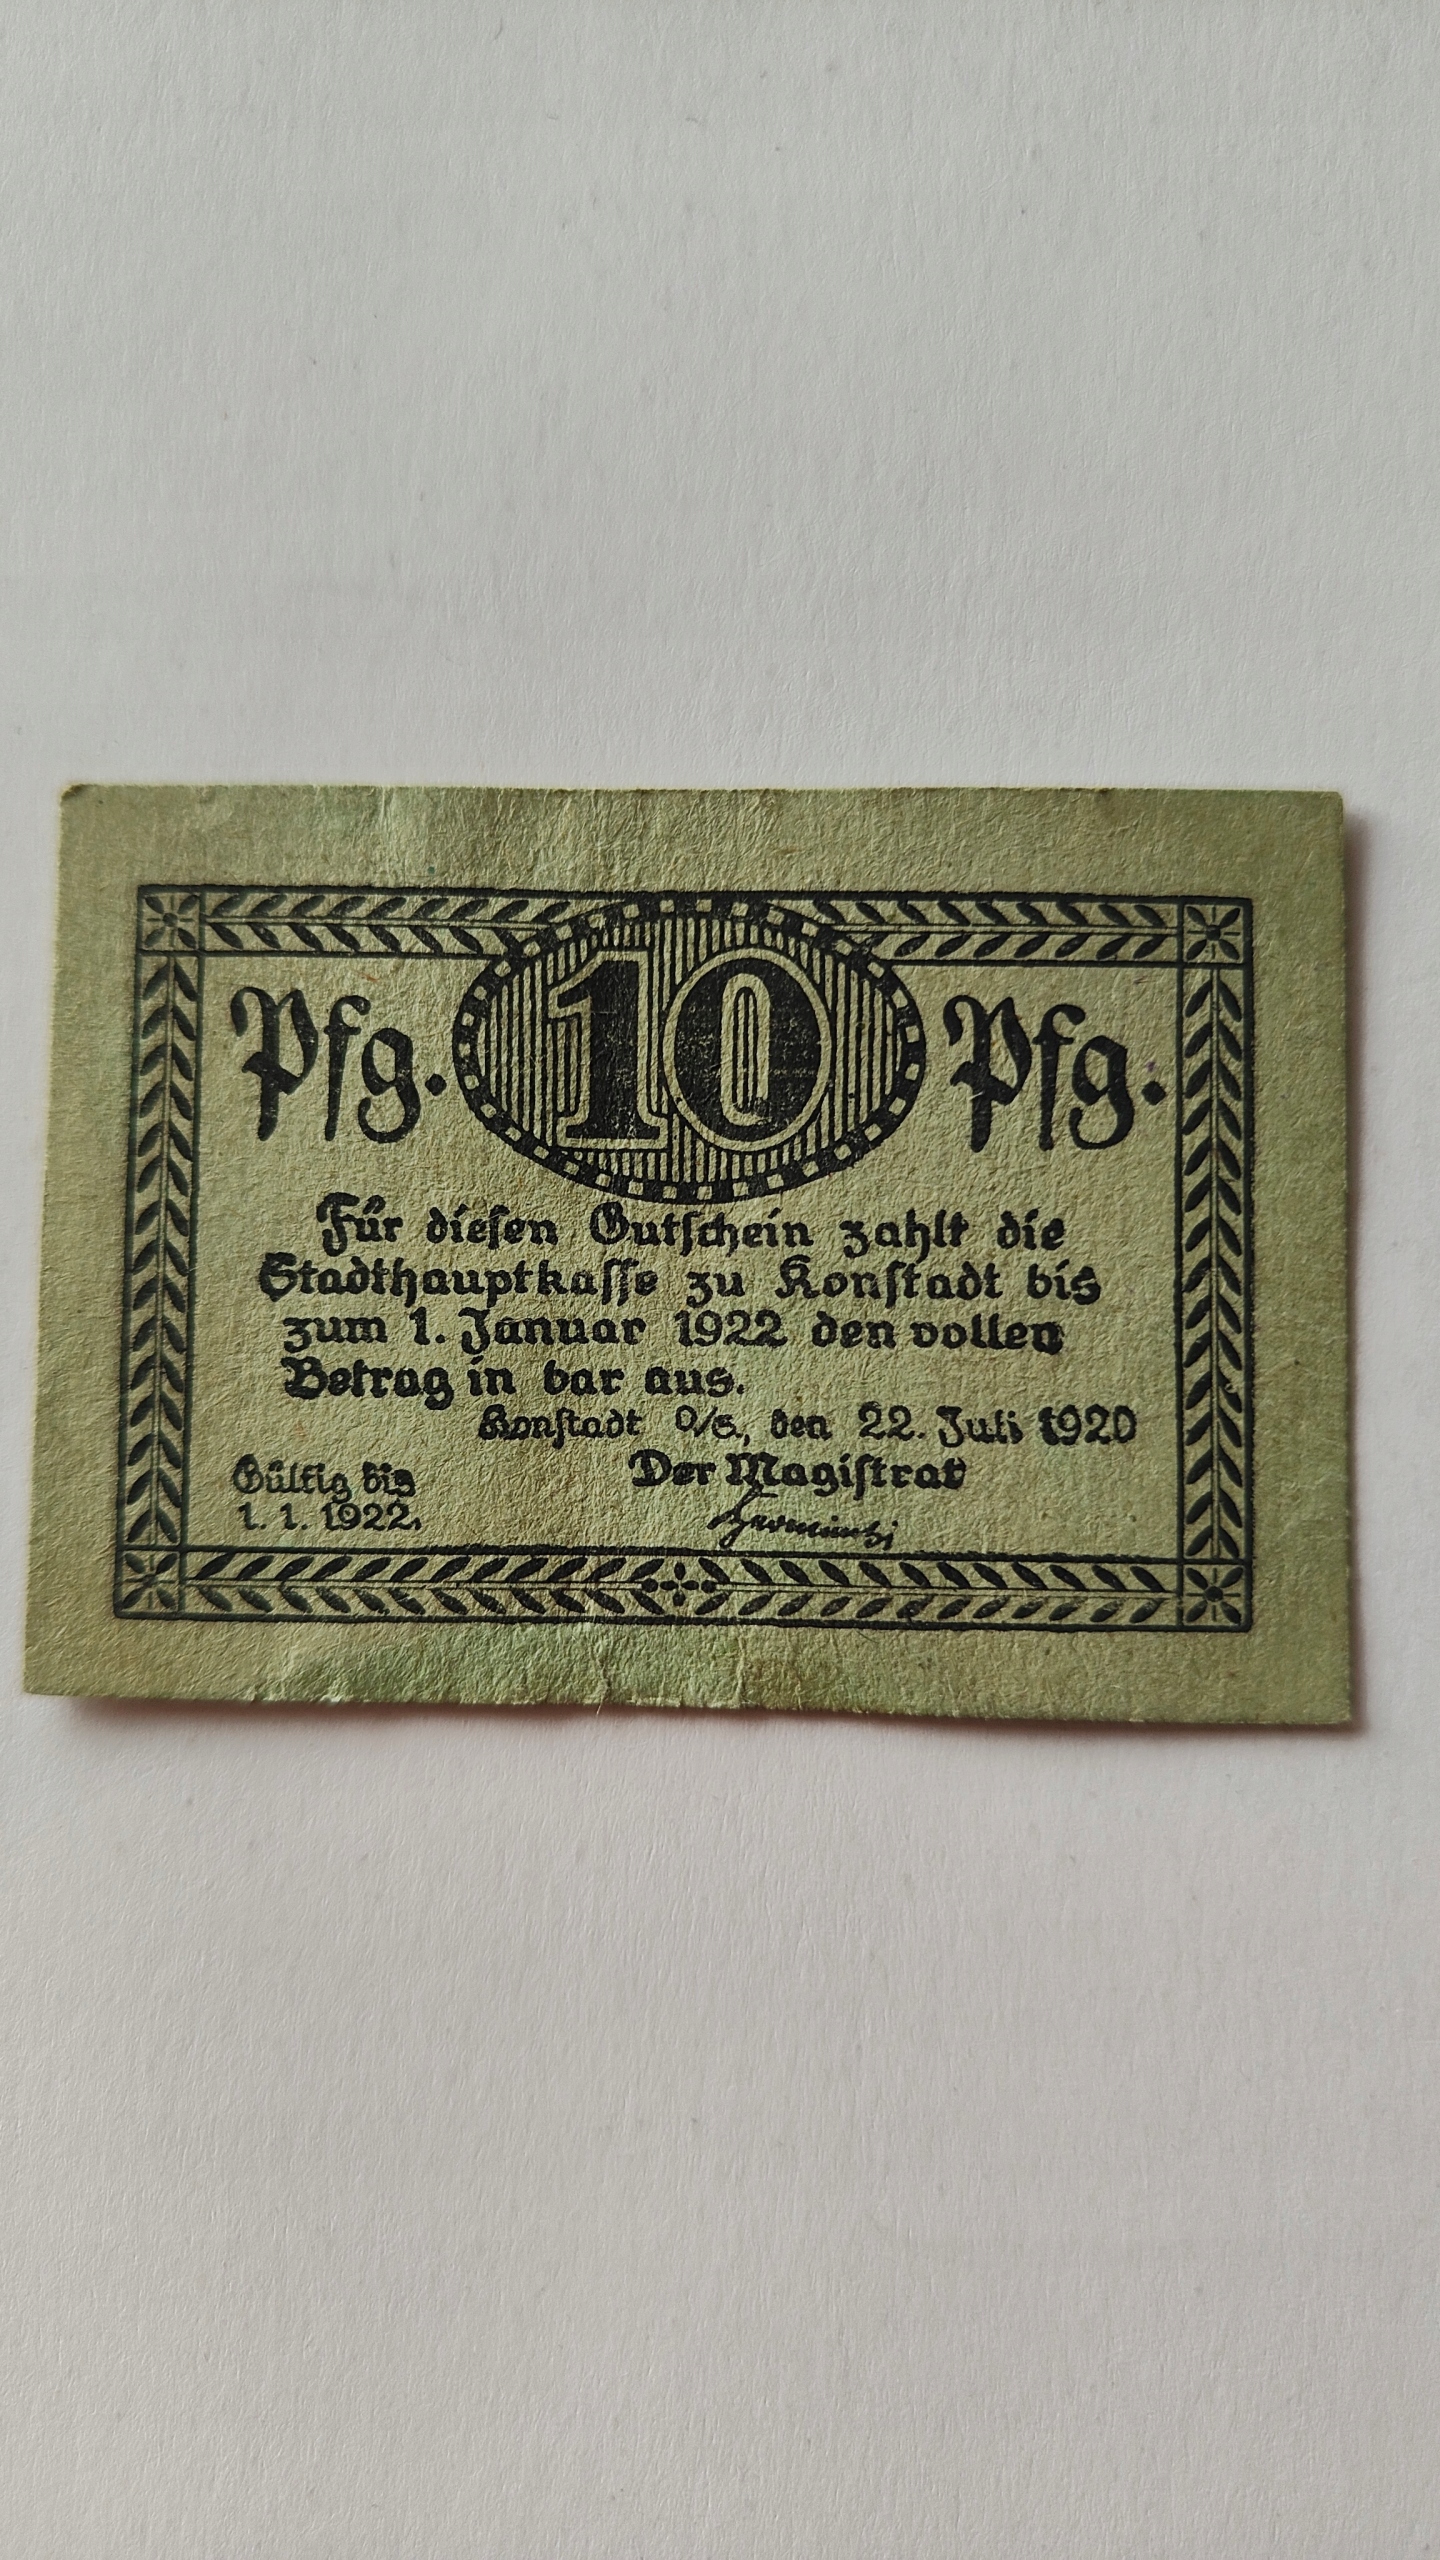 Pfg. 10 Pfg.
Für diesen Gutschein zahlt die
Stadthauptkasse zu Konstadt bis
zum 1. Januar 1922 den vollen
Betrag in bar aus.
Konstadt O/S., den 22. Juli 1920
Gültig bis
1. 1. 1922.
Der Magistrat